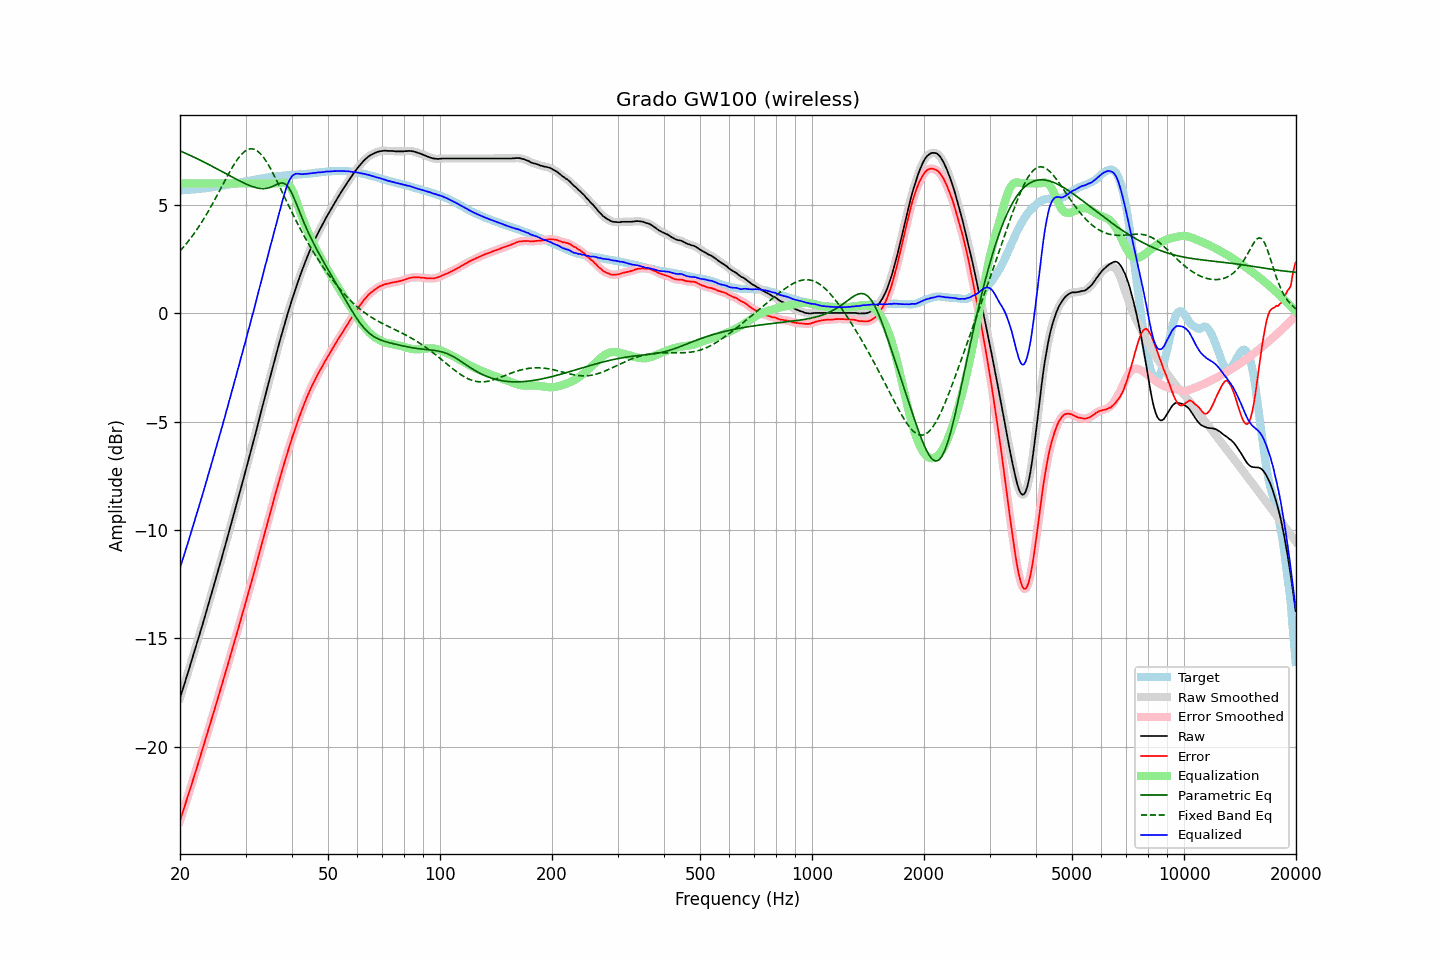 Grado GW100 (wireless)
Amplitude (dBr)
5
0
−5
−10
−15
−20
20
50
100
200
500
1000
2000
5000
10000
20000
Frequency (Hz)
Target
Raw Smoothed
Error Smoothed
Raw
Error
Equalization
Parametric Eq
Fixed Band Eq
Equalized